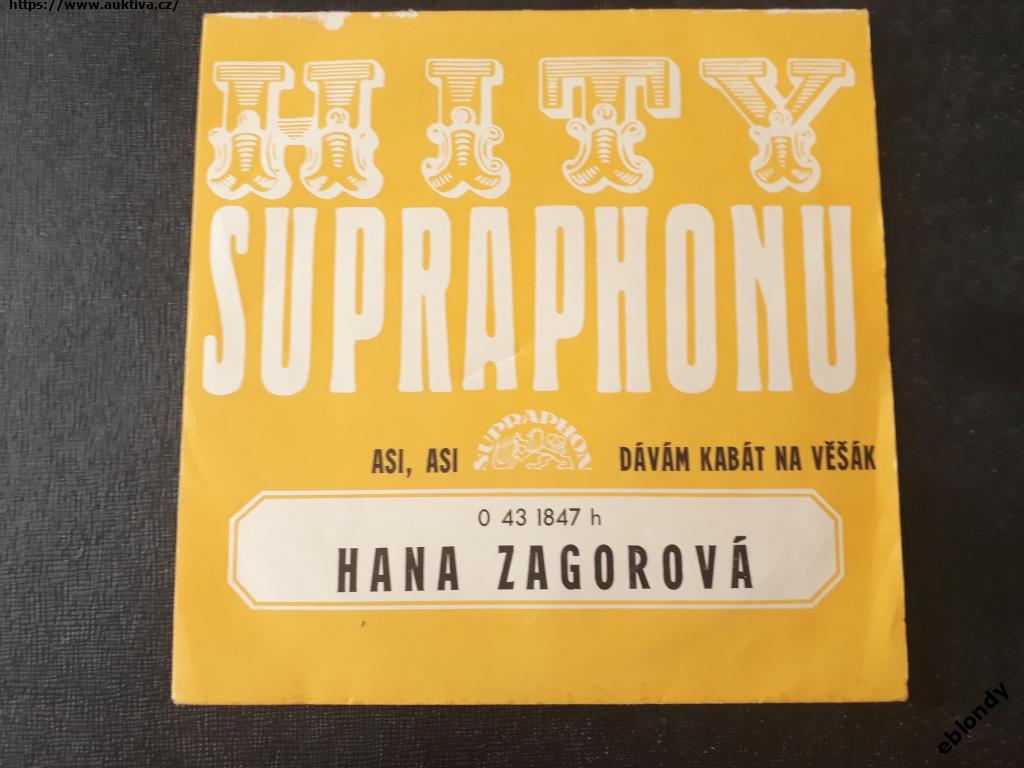 https://www.auktiva.cz/
HITY
SUPRAPHONU
SUPRAPHON
ASI, ASI DÁVÁM KABÁT NA VĚŠÁK
0 43 1847 h
HANA ZAGOROVÁ
eblondy